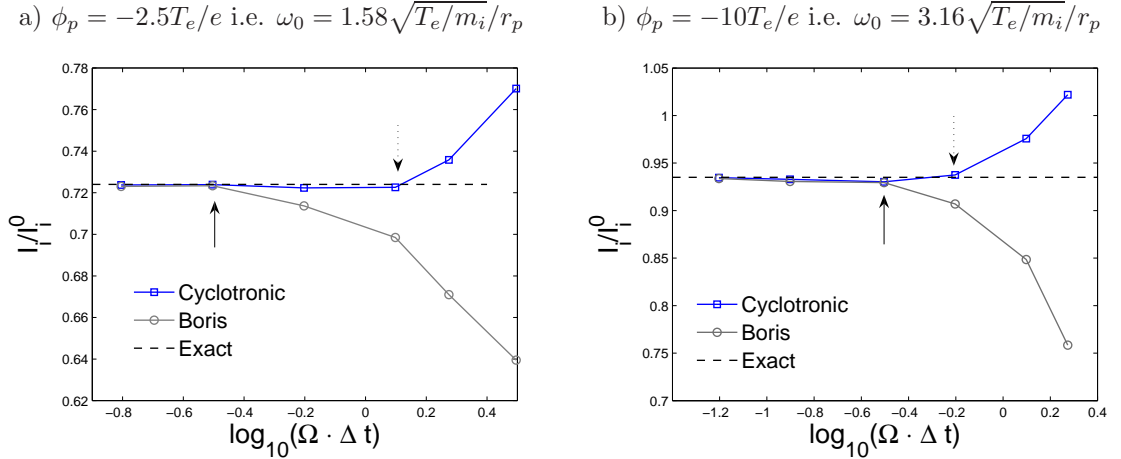 a) ϕ_p = −2.5T_e/e i.e. ω_0 = 1.58√(T_e/m_i)/r_p
0.78
0.76
0.74
0.72
0.7
0.68
0.66
0.64
0.62
I_i/I_i^0
Cyclotronic
Boris
Exact
−0.8 −0.6 −0.4 −0.2 0 0.2 0.4
log_10(Ω · Δ t)
b) ϕ_p = −10T_e/e i.e. ω_0 = 3.16√(T_e/m_i)/r_p
1.05
1
0.95
0.9
0.85
0.8
0.75
0.7
I_i/I_i^0
Cyclotronic
Boris
Exact
−1.2 −1 −0.8 −0.6 −0.4 −0.2 0 0.2 0.4
log_10(Ω · Δ t)